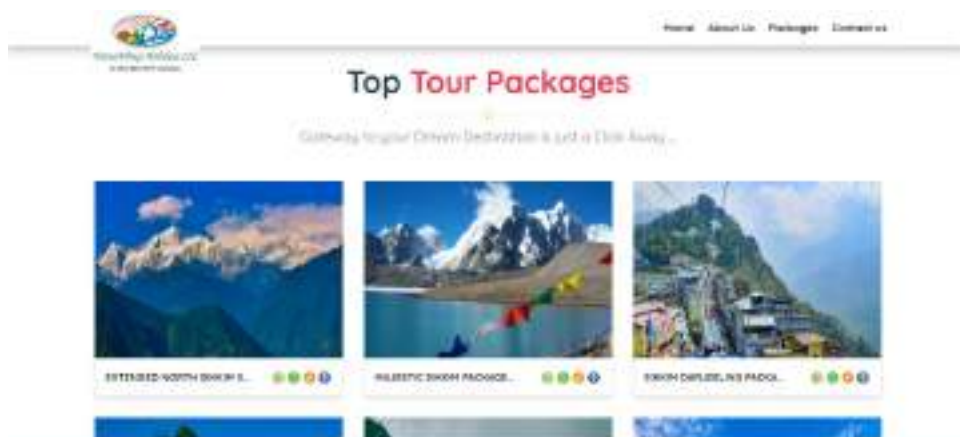 Home About Us Packages Contact us
Top Tour Packages
Gateway to your Dream Destination is just a Click Away ...
EXTENDED NORTH SIKKIM S...
MAJESTIC SIKKIM PACKAGE...
SIKKIM DARJEELING PACKA...